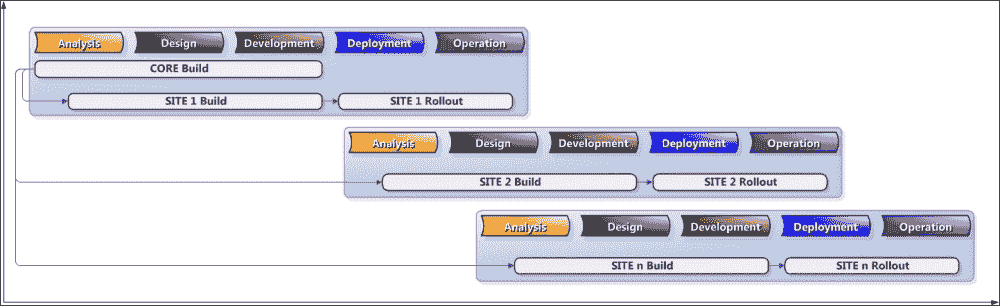 Analysis Design Development Deployment Operation
CORE Build
SITE 1 Build SITE 1 Rollout
Analysis Design Development Deployment Operation
SITE 2 Build SITE 2 Rollout
Analysis Design Development Deployment Operation
SITE n Build SITE n Rollout